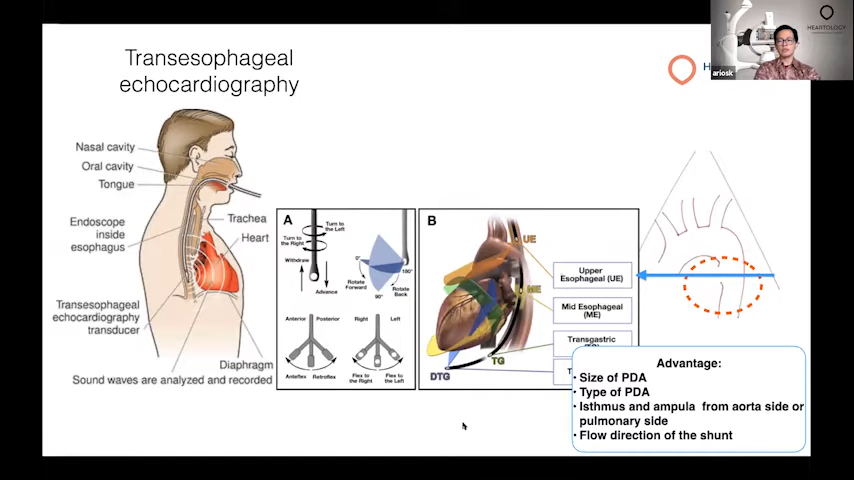 Transesophageal
echocardiography
HEARTOLOGY
ariosk
H
Nasal cavity
Oral cavity
Tongue
Endoscope
inside
esophagus
Trachea
Heart
Transesophageal
echocardiography
transducer
Diaphragm
Sound waves are analyzed and recorded
A
Turn to
the Left
Turn to
the Right
Withdraw
Advance
0°
180°
Rotate
Forward
90°
Rotate
Back
Anterior
Posterior
Right
Left
Anteflex
Retroflex
Flex to
the Right
Flex to
the Left
B
UE
ME
TG
DTG
Upper
Esophageal (UE)
Mid Esophageal
(ME)
Transgastric
T
Advantage:
• Size of PDA
• Type of PDA
• Isthmus and ampula from aorta side or
pulmonary side
• Flow direction of the shunt